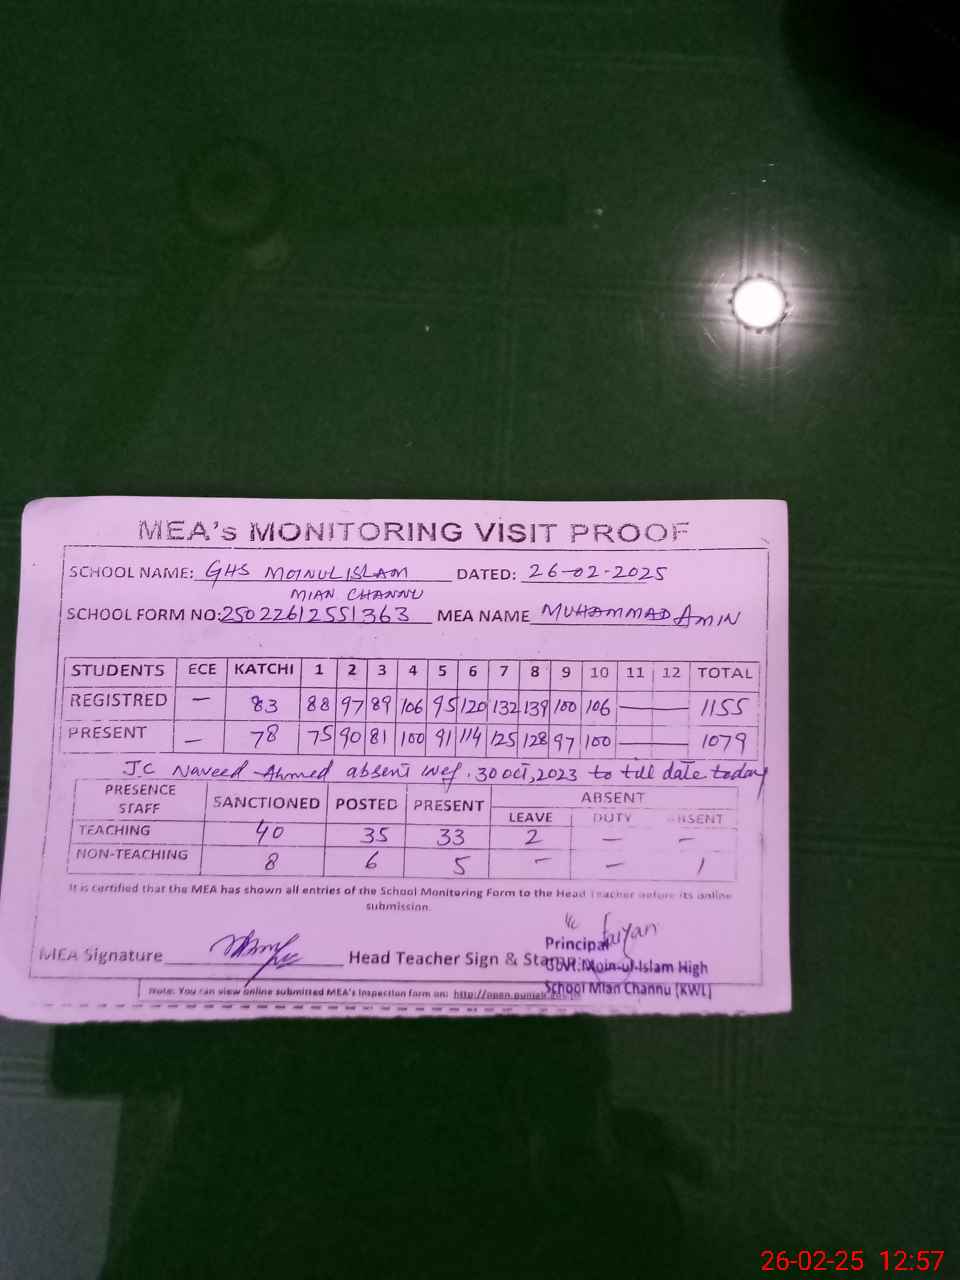 MEA's MONITORING VISIT PROOF
SCHOOL NAME: GHS MOINUL ISLAM DATED: 26-02-2025
MIAN CHANNU
SCHOOL FORM NO: 25022612551363 MEA NAME MUHAMMAD AMIN
STUDENTS ECE KATCHI 1 2 3 4 5 6 7 8 9 10 11 12 TOTAL
REGISTRED — 83 88 97 89 106 95 120 132 139 100 106 — 1155
PRESENT — 78 75 90 81 100 91 114 125 128 97 100 — 1079
J.C Naveed Ahmed absent wef. 30 oct, 2023 to till date today
PRESENCE STAFF SANCTIONED POSTED PRESENT ABSENT
LEAVE DUTY ABSENT
TEACHING 40 35 33 2 — —
NON-TEACHING 8 6 5 — — 1
It is certified that the MEA has shown all entries of the School Monitoring Form to the Head Teacher before its online
submission.
MEA Signature Head Teacher Sign & Stamp
Principal
Govt. Moin-ul-Islam High
School Mian Channu (KWL)
Note: You can view online submitted MEA's inspection form on: http://open.punjab.gov.pk
26-02-25 12:57